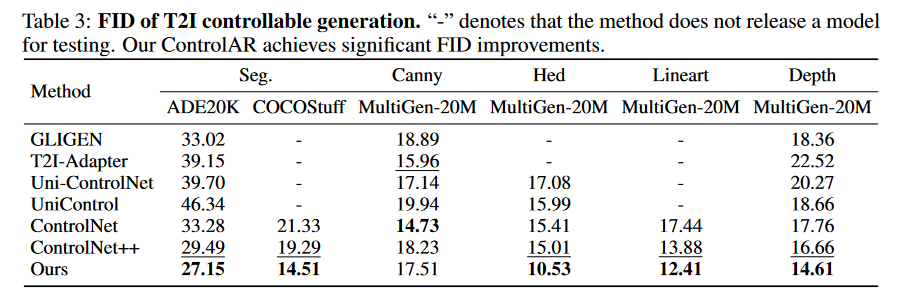 Table 3: FID of T2I controllable generation. “-” denotes that the method does not release a model
for testing. Our ControlAR achieves significant FID improvements.
Method Seg. Canny Hed Lineart Depth
ADE20K COCOStuff MultiGen-20M MultiGen-20M MultiGen-20M MultiGen-20M
GLIGEN 33.02 - 18.89 - - 18.36
T2I-Adapter 39.15 - 15.96 - - 22.52
Uni-ControlNet 39.70 - 17.14 17.08 - 20.27
UniControl 46.34 - 19.94 15.99 - 18.66
ControlNet 33.28 21.33 14.73 15.41 17.44 17.76
ControlNet++ 29.49 19.29 18.23 15.01 13.88 16.66
Ours 27.15 14.51 17.51 10.53 12.41 14.61